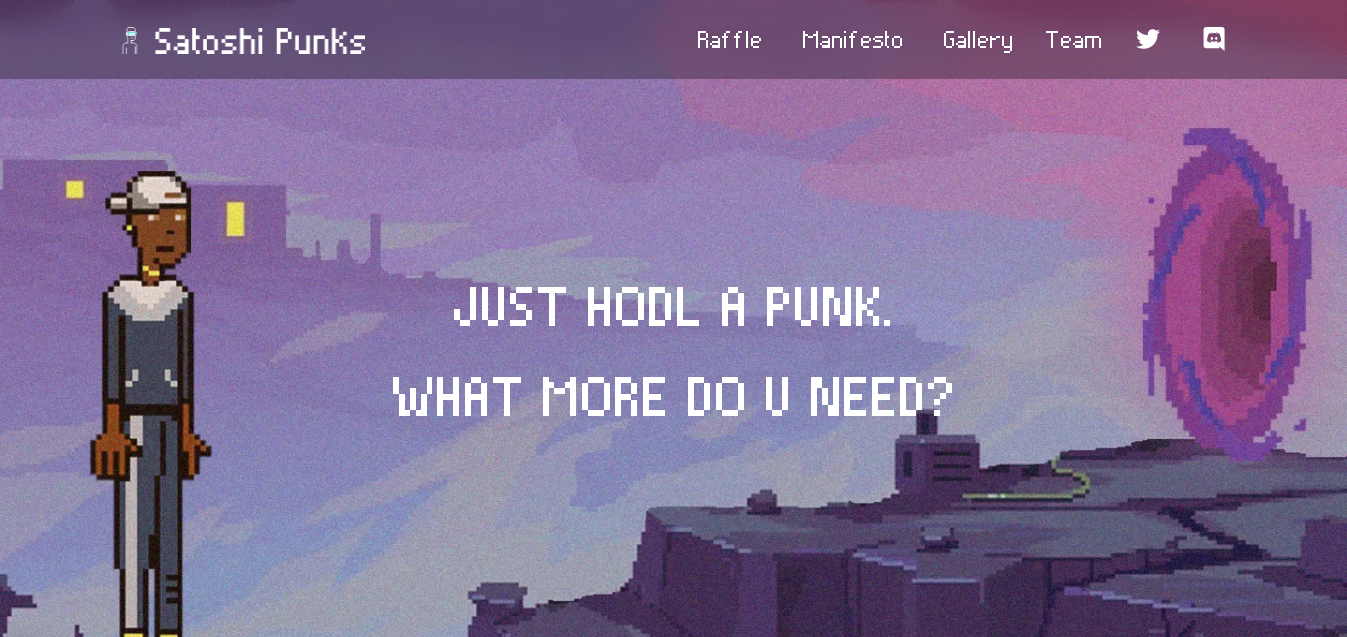 Satoshi Punks
Raffle Manifesto Gallery Team
JUST HODL A PUNK.
WHAT MORE DO U NEED?